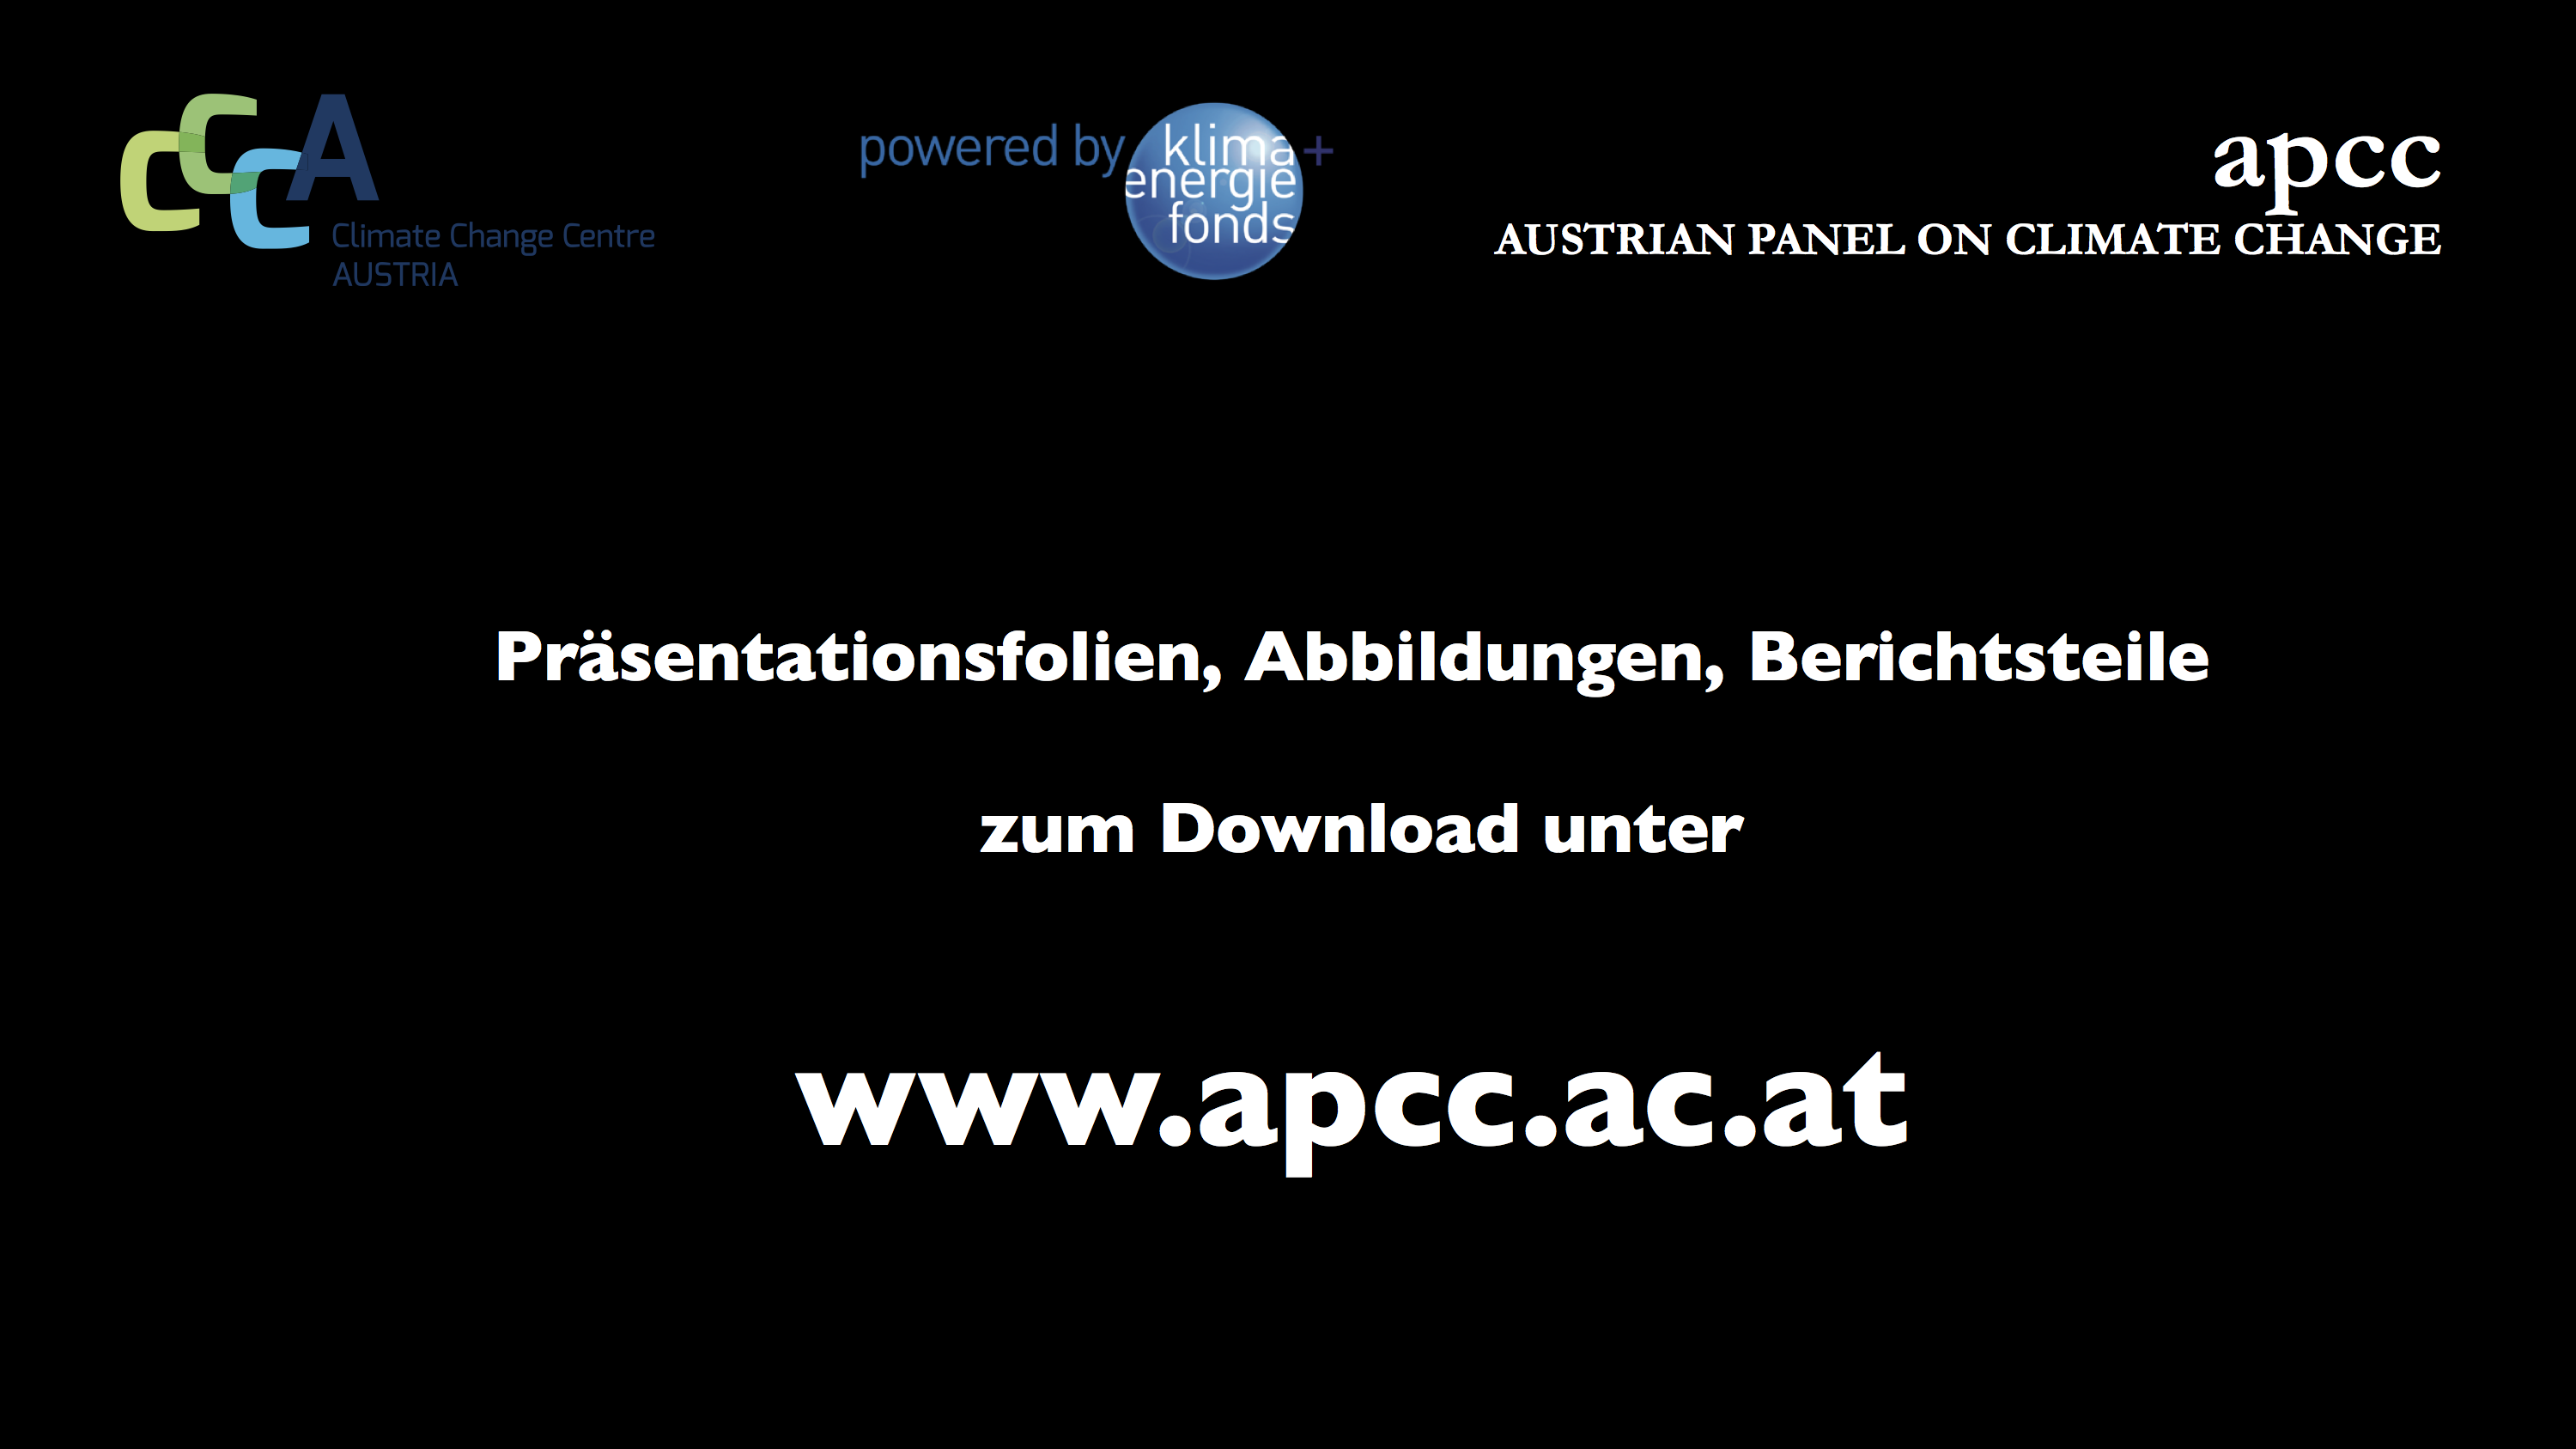 CCCA
Climate Change Centre
AUSTRIA
powered by klima+
energie
fonds
apcc
AUSTRIAN PANEL ON CLIMATE CHANGE
Präsentationsfolien, Abbildungen, Berichtsteile
zum Download unter
www.apcc.ac.at